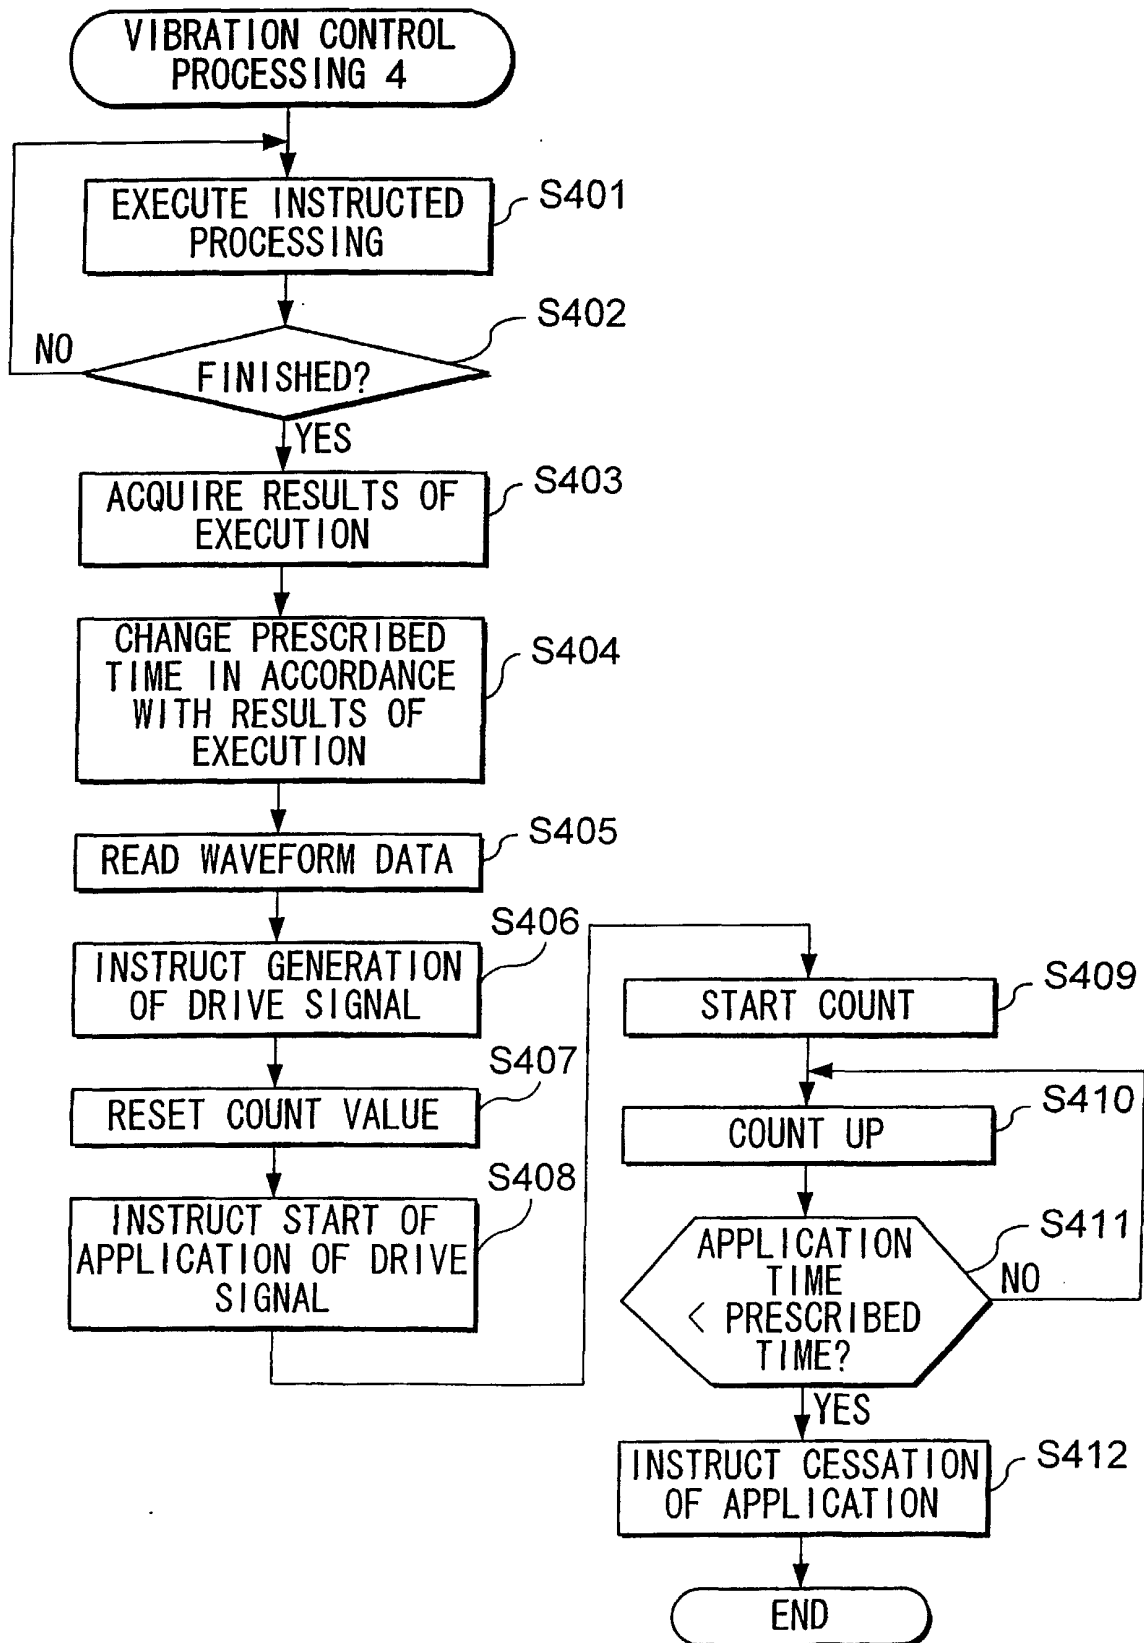 VIBRATION CONTROL
PROCESSING 4
EXECUTE INSTRUCTED
PROCESSING
S401
S402
NO
FINISHED?
YES
ACQUIRE RESULTS OF
EXECUTION
S403
CHANGE PRESCRIBED
TIME IN ACCORDANCE
WITH RESULTS OF
EXECUTION
S404
READ WAVEFORM DATA
S405
S406
INSTRUCT GENERATION
OF DRIVE SIGNAL
S407
RESET COUNT VALUE
S408
INSTRUCT START OF
APPLICATION OF DRIVE
SIGNAL
START COUNT
S409
COUNT UP
S410
S411
APPLICATION
TIME
< PRESCRIBED
TIME?
NO
YES
INSTRUCT CESSATION
OF APPLICATION
S412
END